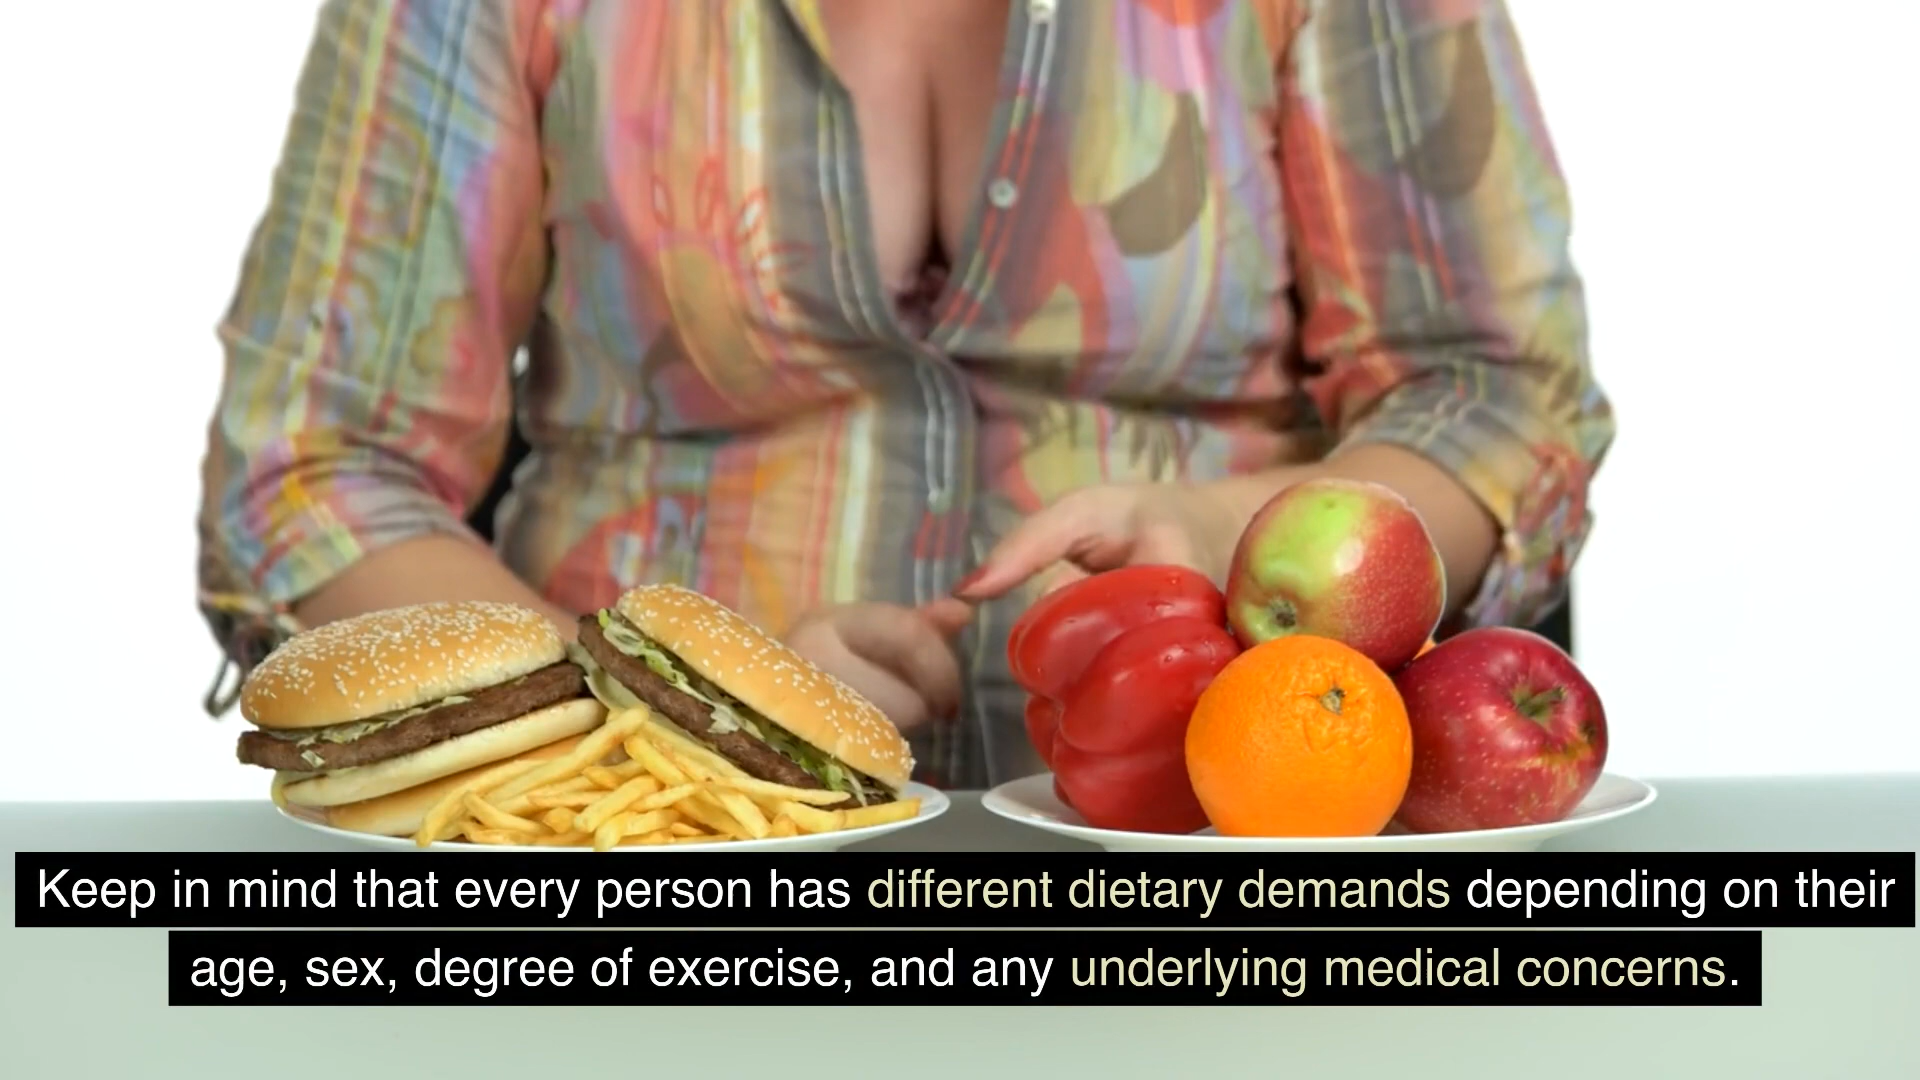 Keep in mind that every person has different dietary demands depending on their
age, sex, degree of exercise, and any underlying medical concerns.